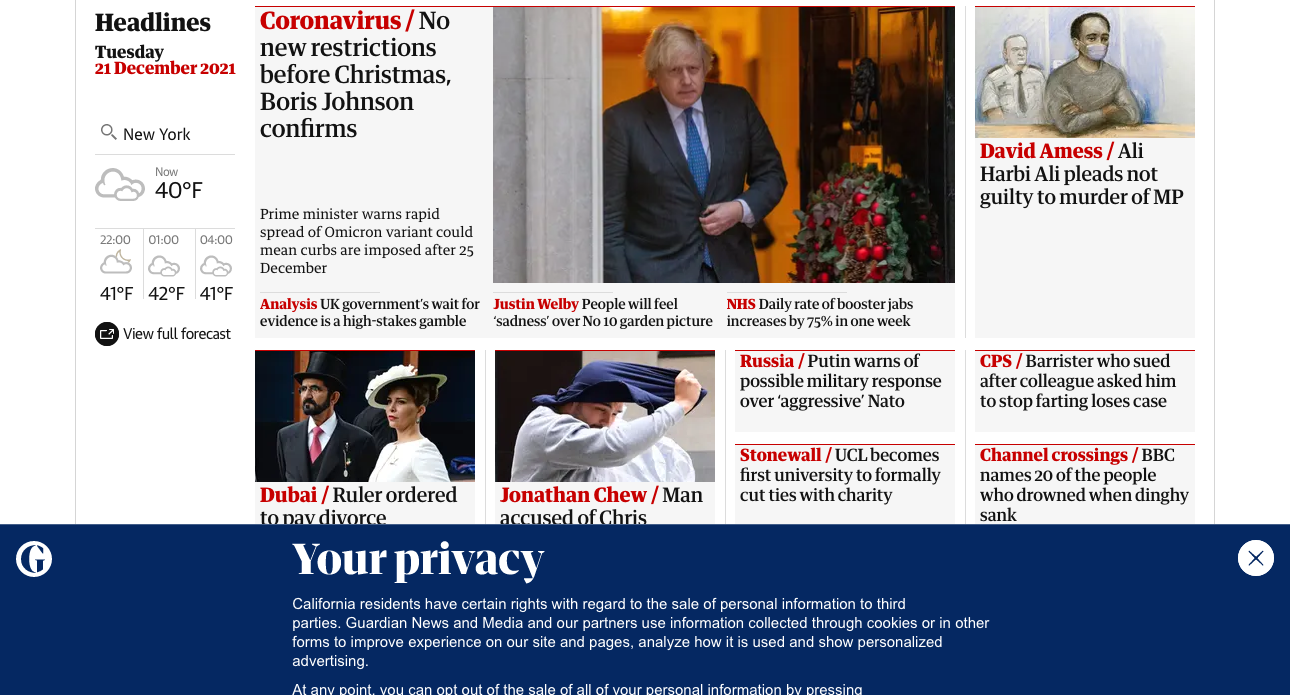 Headlines
Tuesday
21 December 2021
New York
Now
40°F
22:00
01:00
04:00
41°F
42°F
41°F
View full forecast
Coronavirus / No
new restrictions
before Christmas,
Boris Johnson
confirms
Prime minister warns rapid
spread of Omicron variant could
mean curbs are imposed after 25
December
Analysis UK government's wait for
evidence is a high-stakes gamble
Justin Welby People will feel
‘sadness’ over No 10 garden picture
NHS Daily rate of booster jabs
increases by 75% in one week
David Amess / Ali
Harbi Ali pleads not
guilty to murder of MP
Dubai / Ruler ordered
to pay divorce
Jonathan Chew / Man
accused of Chris
Russia / Putin warns of
possible military response
over ‘aggressive’ Nato
Stonewall / UCL becomes
first university to formally
cut ties with charity
CPS / Barrister who sued
after colleague asked him
to stop farting loses case
Channel crossings / BBC
names 20 of the people
who drowned when dinghy
sank
G
Your privacy
California residents have certain rights with regard to the sale of personal information to third
parties. Guardian News and Media and our partners use information collected through cookies or in other
forms to improve experience on our site and pages, analyze how it is used and show personalized
advertising.
At any point, you can opt out of the sale of all of your personal information by pressing